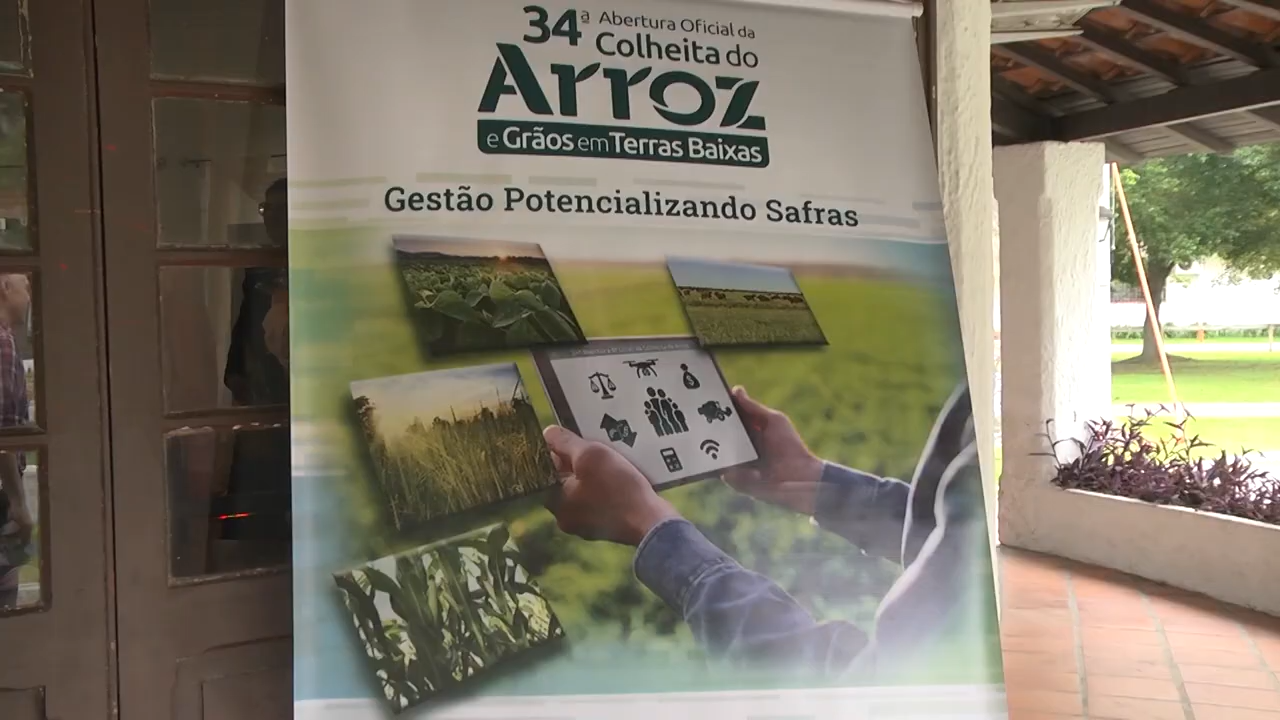 34ª Abertura Oficial da
Colheita do
Arroz
e Grãos em Terras Baixas
Gestão Potencializando Safras